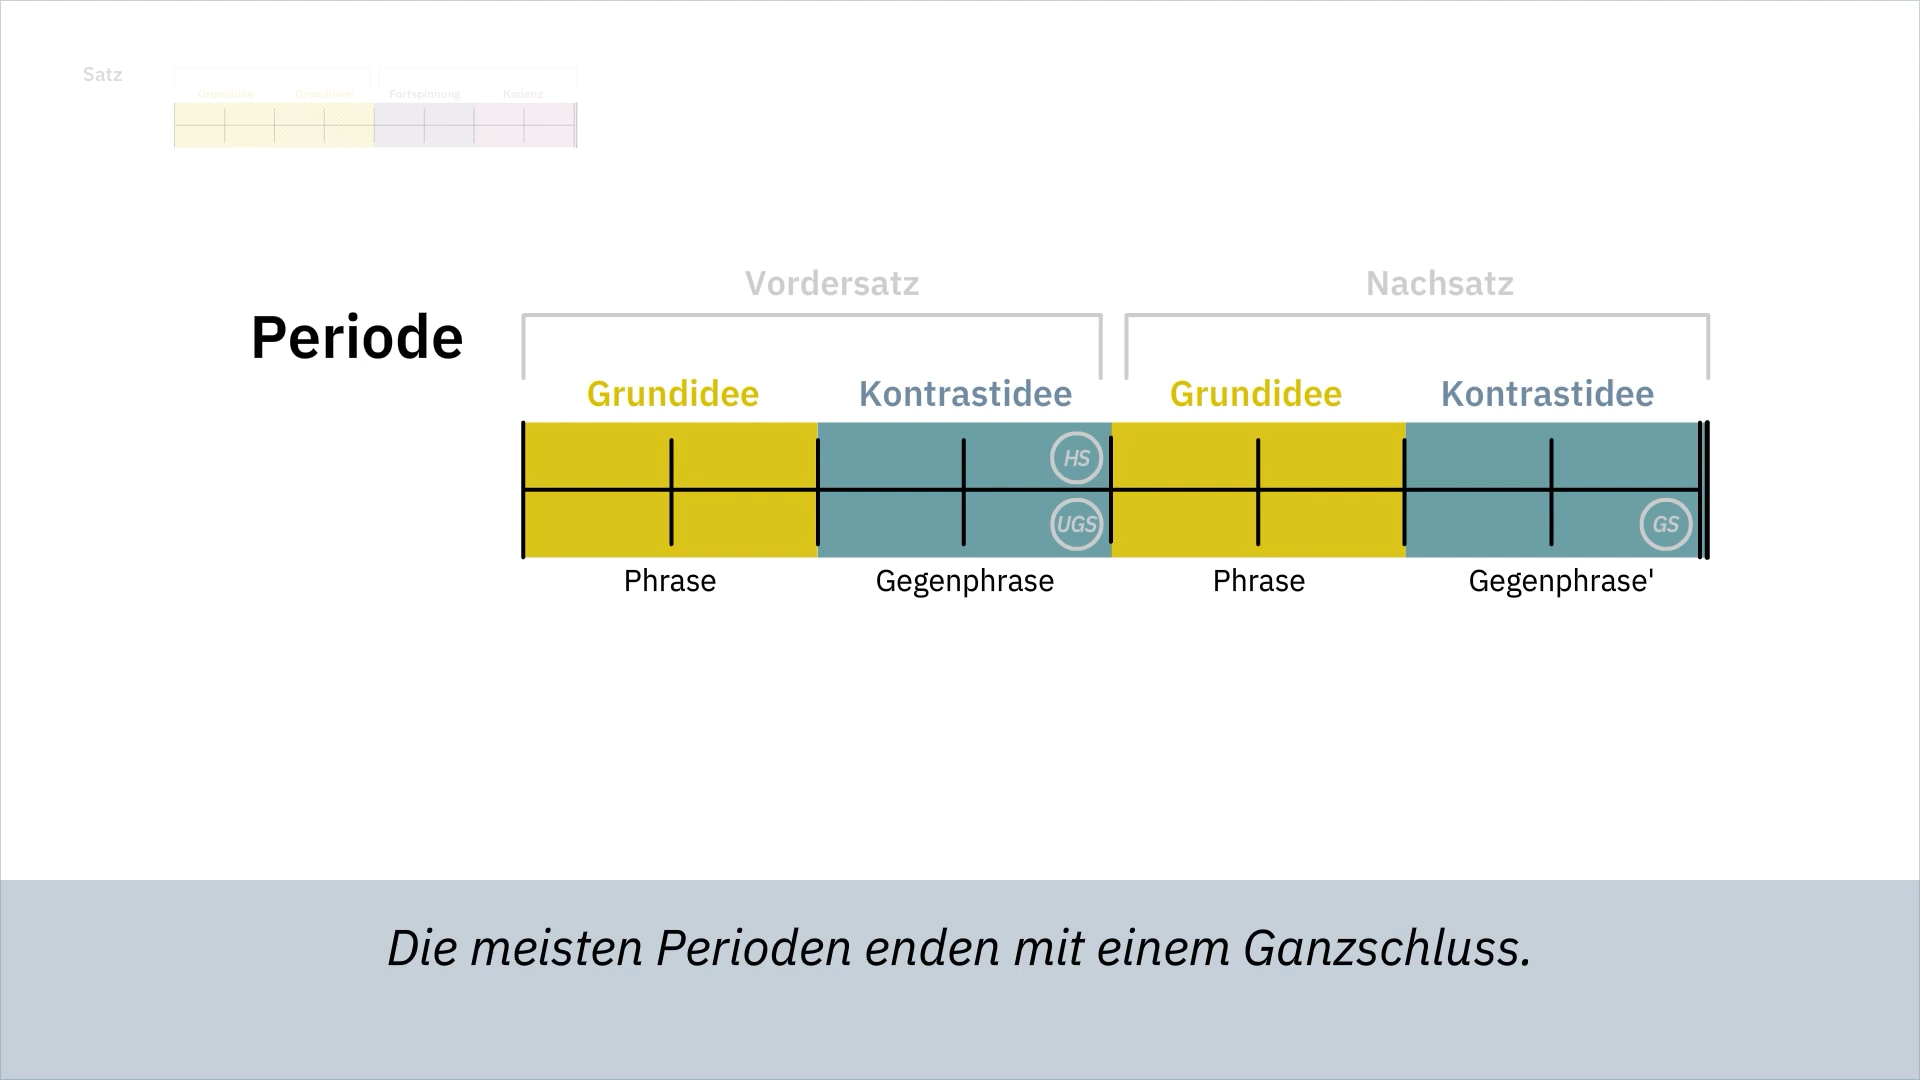 Satz
Grundidee Grundidee' Fortspinnung Kadenz
Vordersatz Nachsatz
Periode
Grundidee Kontrastidee Grundidee Kontrastidee
HS
UGS GS
Phrase Gegenphrase Phrase Gegenphrase'
Die meisten Perioden enden mit einem Ganzschluss.